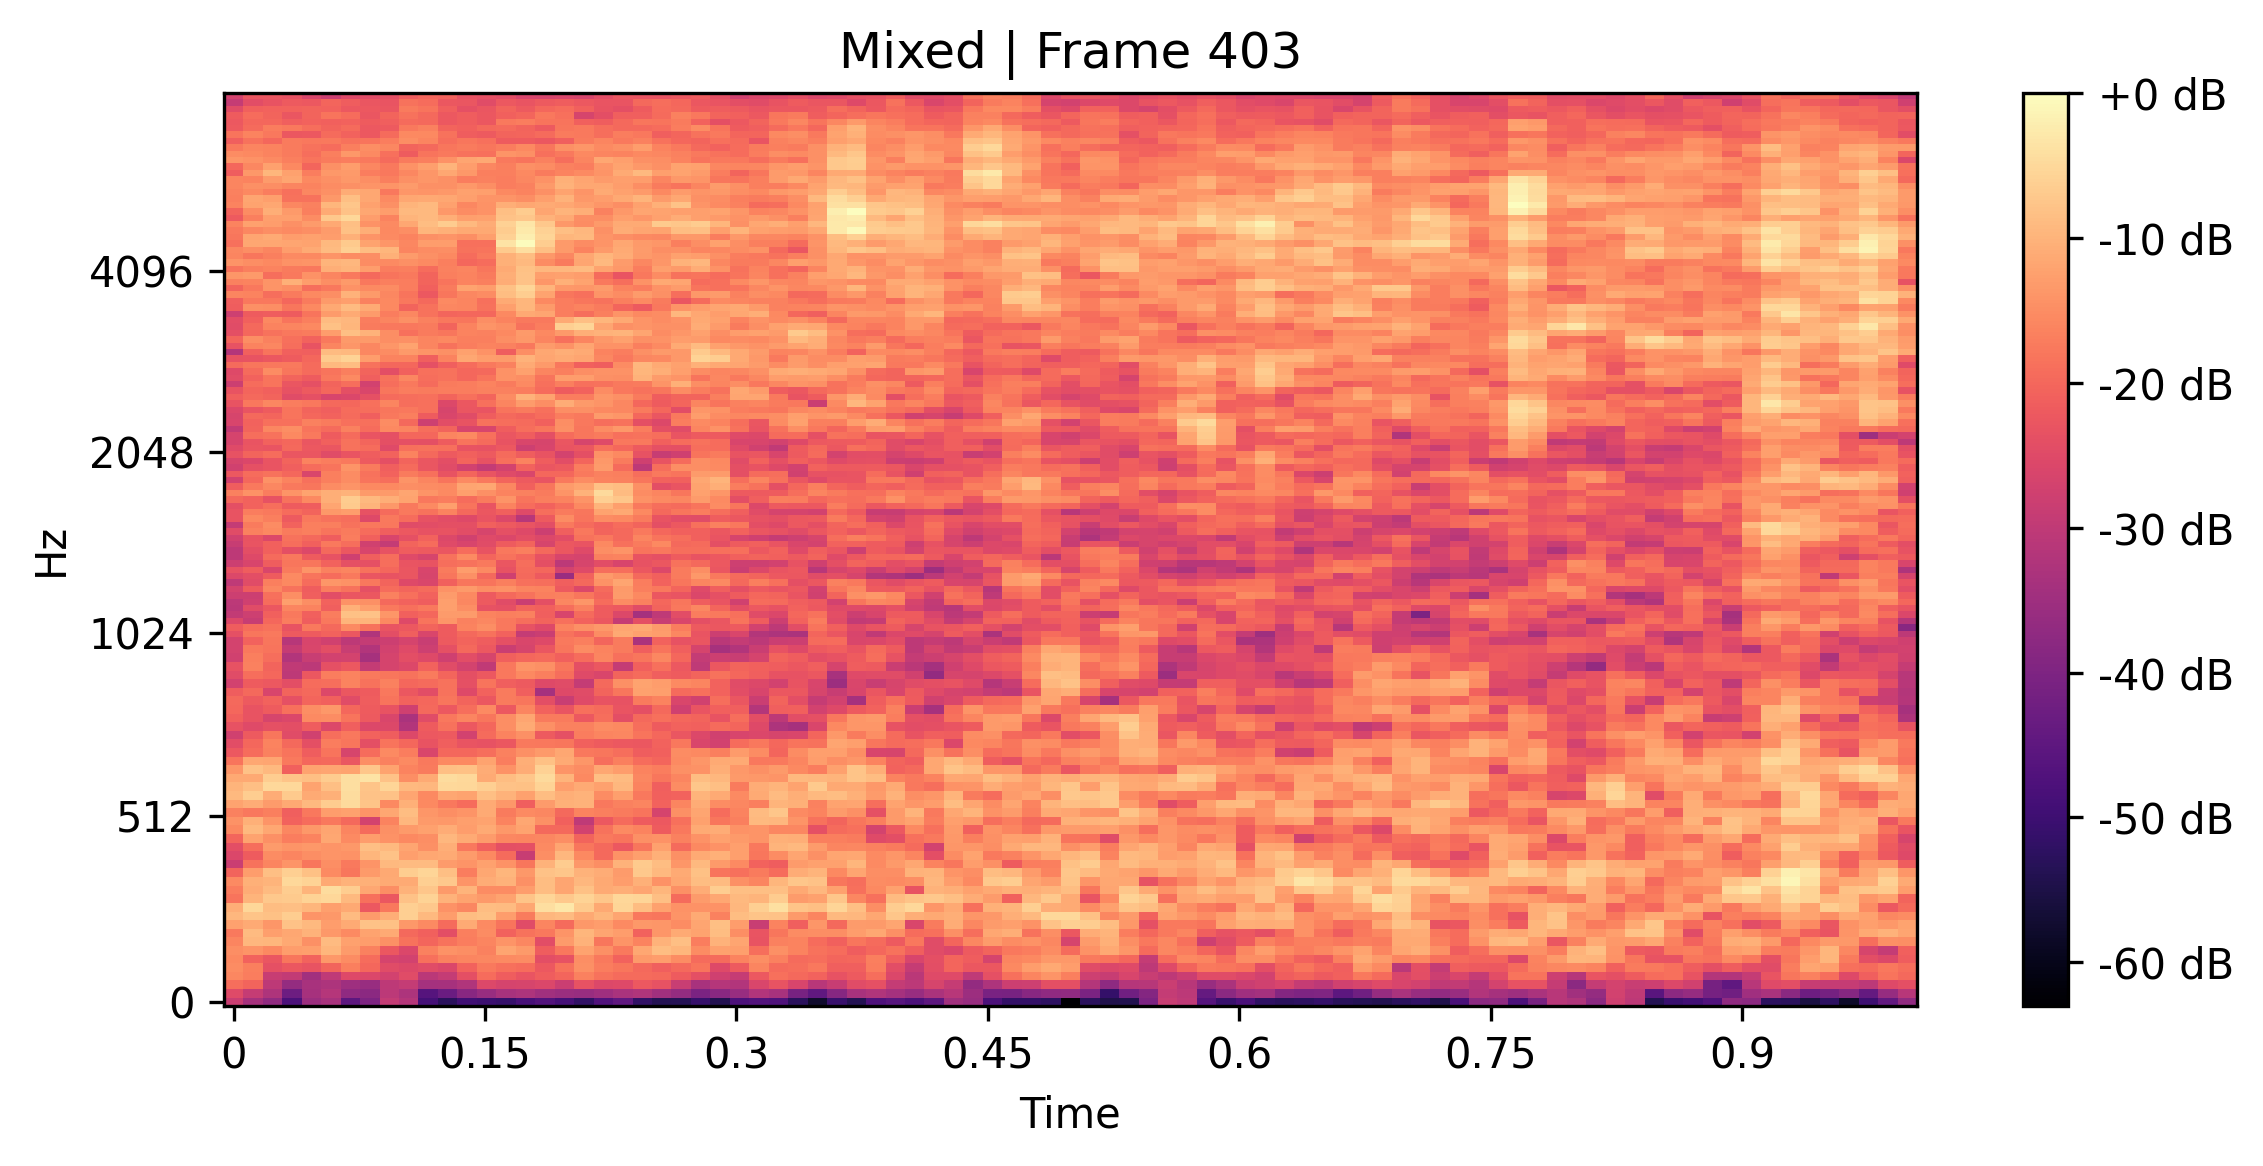 Mixed | Frame 403
+0 dB
-10 dB
-20 dB
-30 dB
-40 dB
-50 dB
-60 dB
4096
2048
1024
512
0
Hz
0 0.15 0.3 0.45 0.6 0.75 0.9
Time